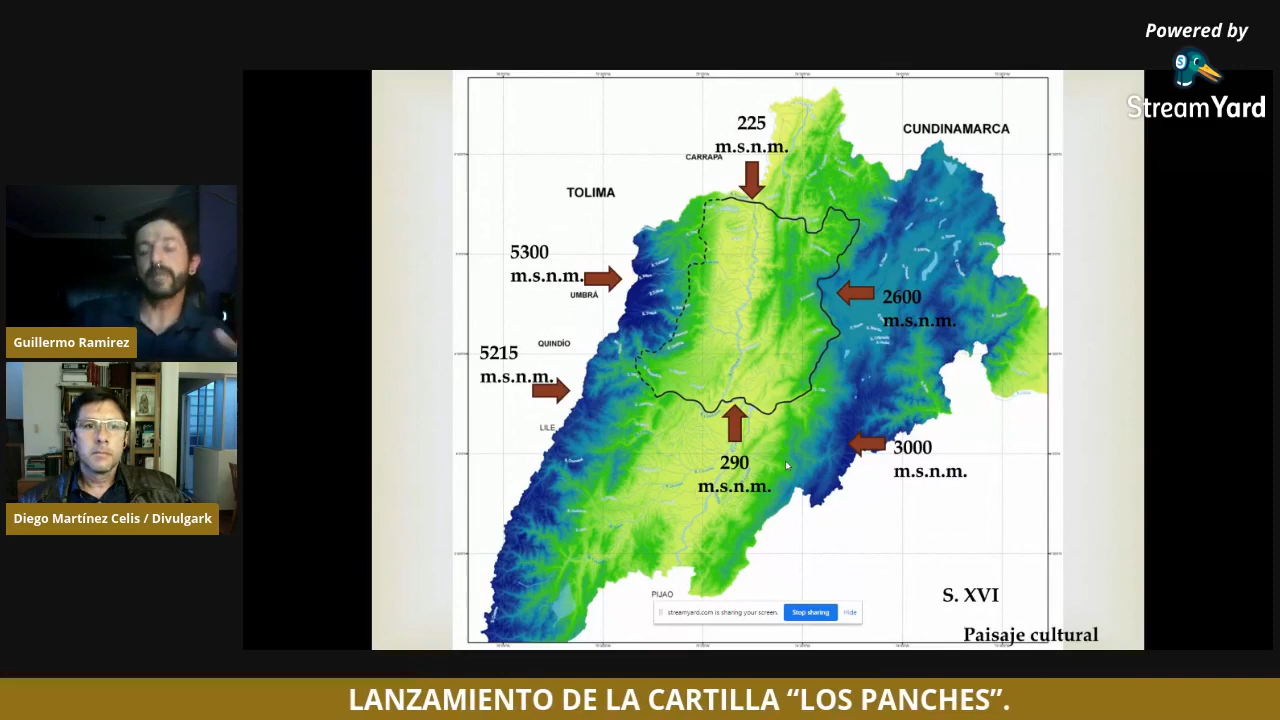 Powered by
StreamYard
225
m.s.n.m.
CARRAPA
CUNDINAMARCA
TOLIMA
5300
m.s.n.m.
UMBRÁ
2600
m.s.n.m.
QUINDÍO
5215
m.s.n.m.
LILE
3000
m.s.n.m.
290
m.s.n.m.
PIJAO
S. XVI
Paisaje cultural
streamyard.com is sharing your screen.
Stop sharing
Hide
Guillermo Ramirez
Diego Martínez Celis / Divulgark
LANZAMIENTO DE LA CARTILLA “LOS PANCHES”.